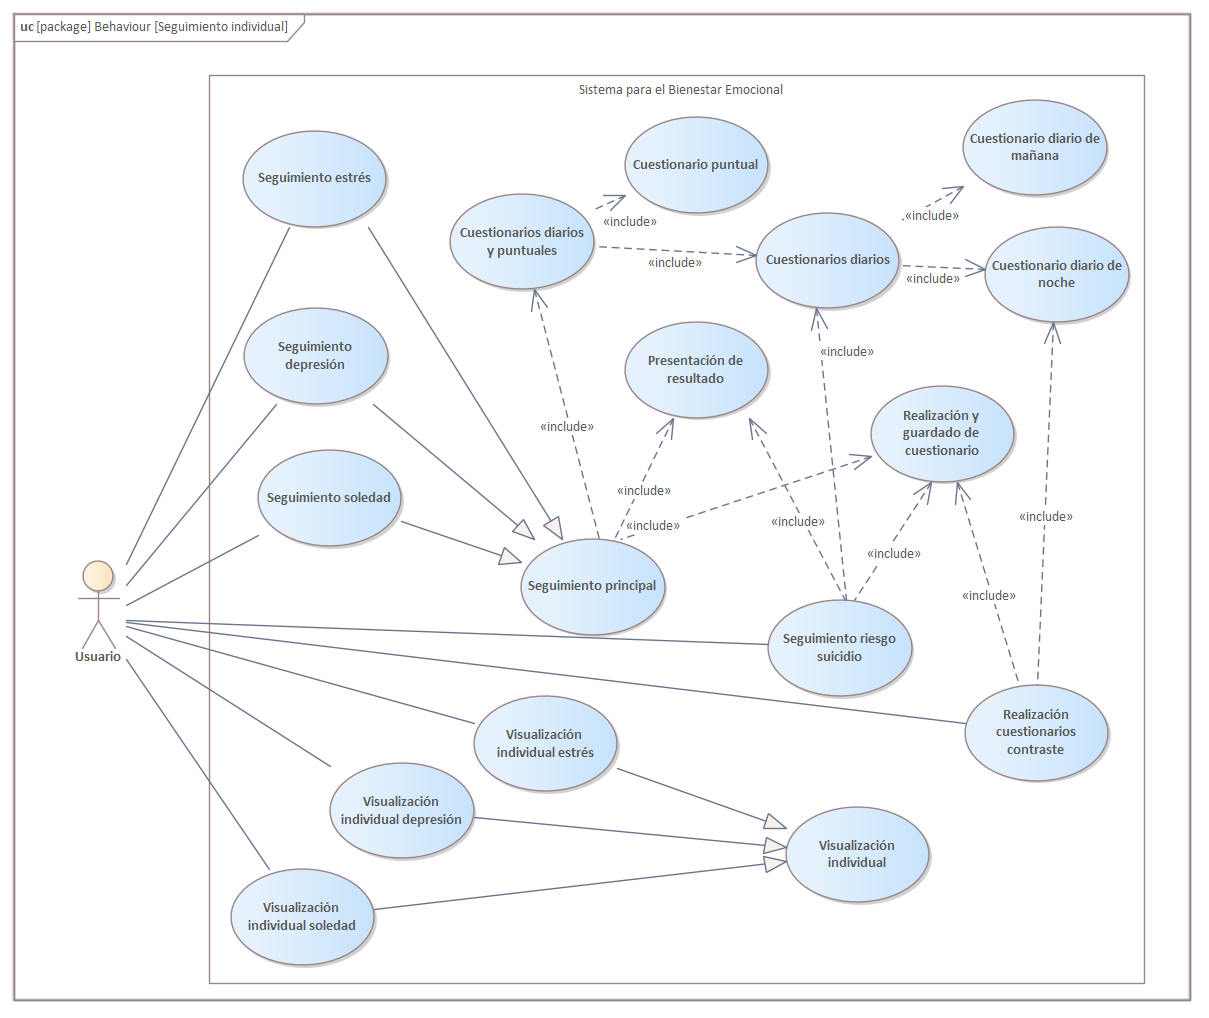 uc [package] Behaviour [Seguimiento individual]
Sistema para el Bienestar Emocional
Seguimiento estrés
Cuestionario puntual
Cuestionario diario de
mañana
Cuestionarios diarios
y puntuales
«include»
«include»
«include»
Cuestionarios diarios
«include»
Cuestionario diario de
noche
Seguimiento
depresión
Presentación de
resultado
«include»
«include»
Realización y
guardado de
cuestionario
Seguimiento soledad
«include»
«include»
«include»
«include»
«include»
«include»
«include»
Seguimiento principal
Seguimiento riesgo
suicidio
Usuario
Realización
cuestionarios
contraste
Visualización
individual estrés
Visualización
individual depresión
Visualización
individual
Visualización
individual soledad